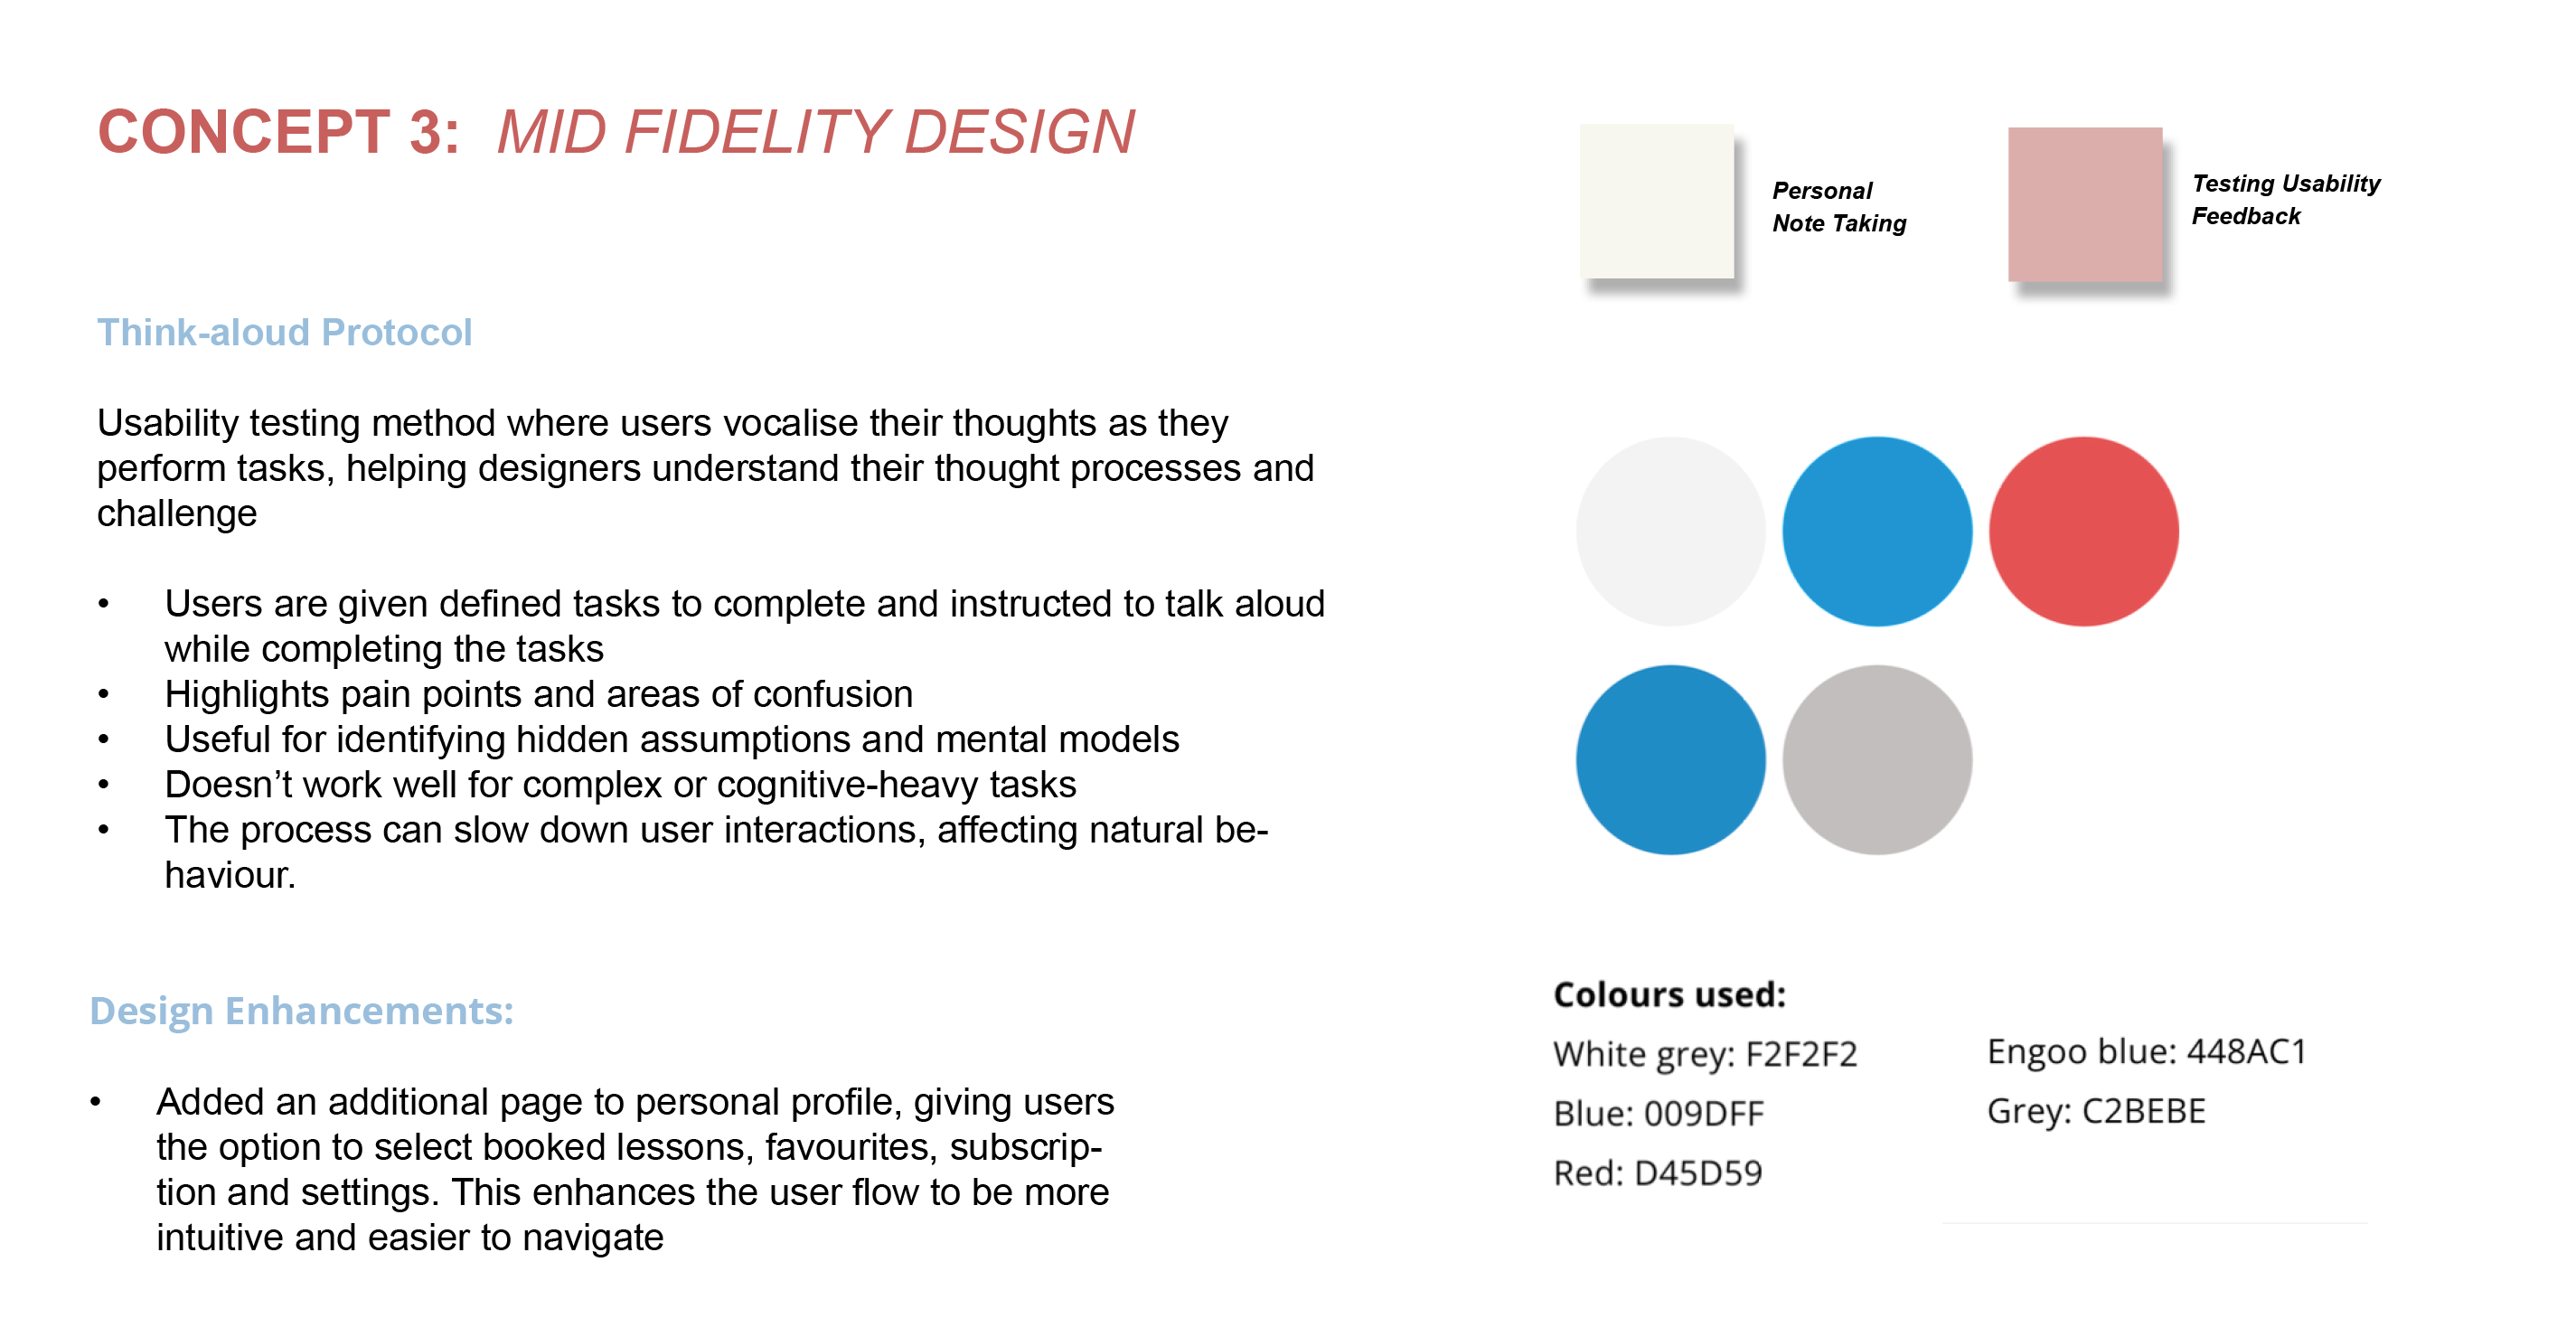 CONCEPT 3: MID FIDELITY DESIGN
Personal
Note Taking
Testing Usability
Feedback
Think-aloud Protocol
Usability testing method where users vocalise their thoughts as they
perform tasks, helping designers understand their thought processes and
challenge
• Users are given defined tasks to complete and instructed to talk aloud
while completing the tasks
• Highlights pain points and areas of confusion
• Useful for identifying hidden assumptions and mental models
• Doesn’t work well for complex or cognitive-heavy tasks
• The process can slow down user interactions, affecting natural be-
haviour.
Design Enhancements:
• Added an additional page to personal profile, giving users
the option to select booked lessons, favourites, subscrip-
tion and settings. This enhances the user flow to be more
intuitive and easier to navigate
Colours used:
White grey: F2F2F2
Blue: 009DFF
Red: D45D59
Engoo blue: 448AC1
Grey: C2BEBE